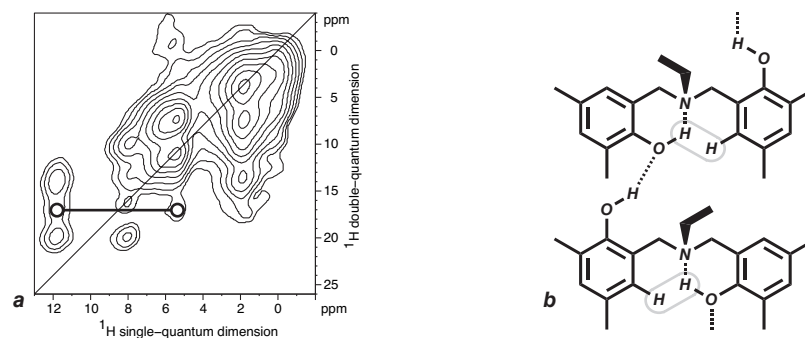 a
ppm
0
5
10
15
20
25
¹H double–quantum dimension
12 10 8 6 4 2 0 ppm
¹H single–quantum dimension
b
H
O
N
H
O
H
H
O
N
H
H
O